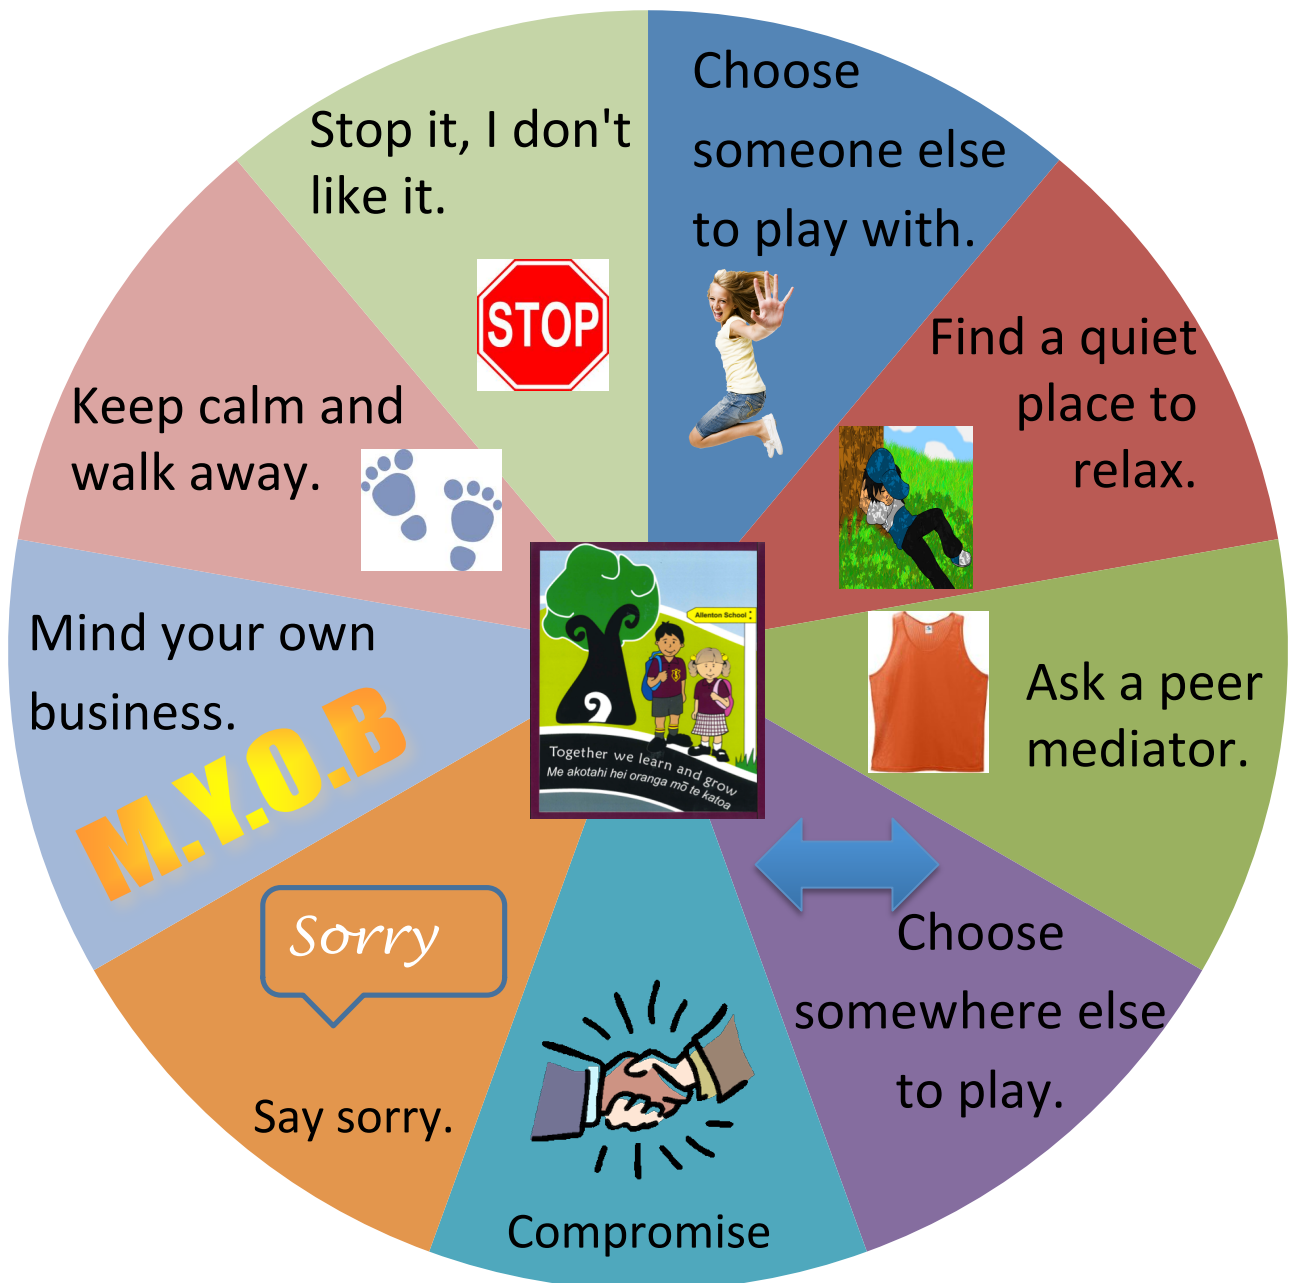 Choose
someone else
to play with.
Find a quiet
place to
relax.
Ask a peer
mediator.
Choose
somewhere else
to play.
Compromise
Sorry
Say sorry.
Mind your own
business.
M.Y.O.B
Keep calm and
walk away.
Stop it, I don't
like it.
STOP
Allenton School :
Together we learn and grow
Me akotahi hei oranga mō te katoa